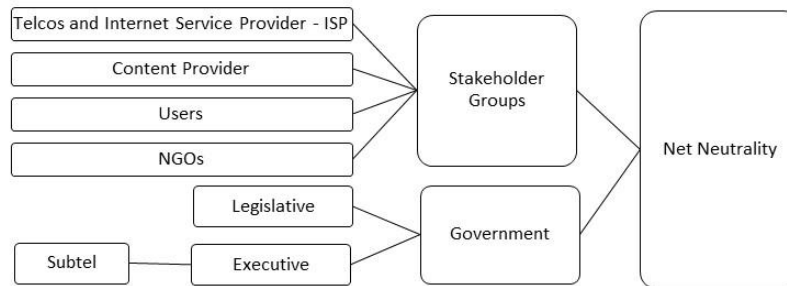 Telcos and Internet Service Provider - ISP
Content Provider
Users
NGOs
Stakeholder
Groups
Net Neutrality
Legislative
Government
Subtel
Executive